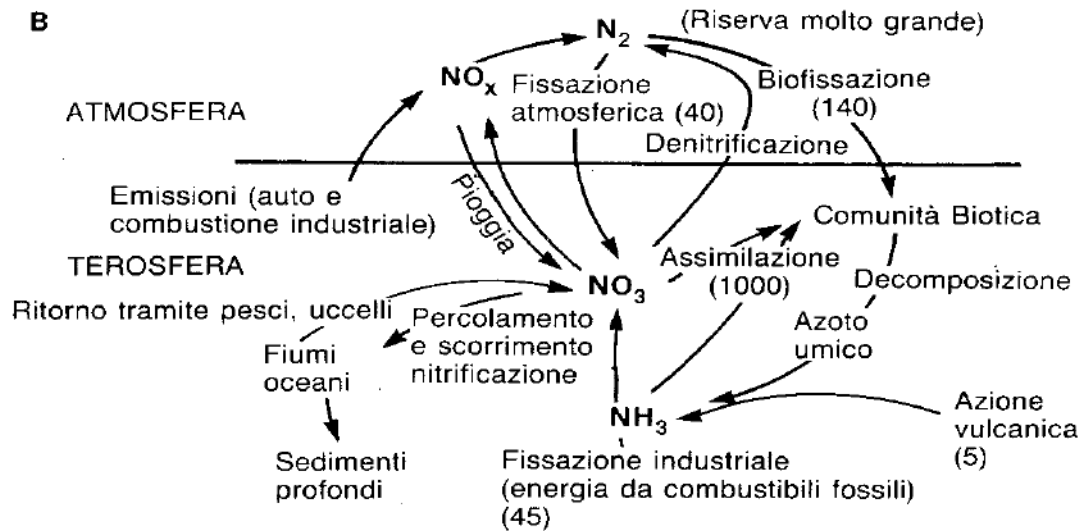 B
N2
(Riserva molto grande)
NOx
Fissazione
atmosferica (40)
Biofissazione
(140)
ATMOSFERA
Denitrificazione
Emissioni (auto e
combustione industriale)
Pioggia
Comunità Biotica
TEROSFERA
Assimilazione
(1000)
NO3
Decomposizione
Ritorno tramite pesci, uccelli
Percolamento
e scorrimento
nitrificazione
Azoto
umico
Fiumi
oceani
NH3
Azione
vulcanica
(5)
Sedimenti
profondi
Fissazione industriale
(energia da combustibili fossili)
(45)